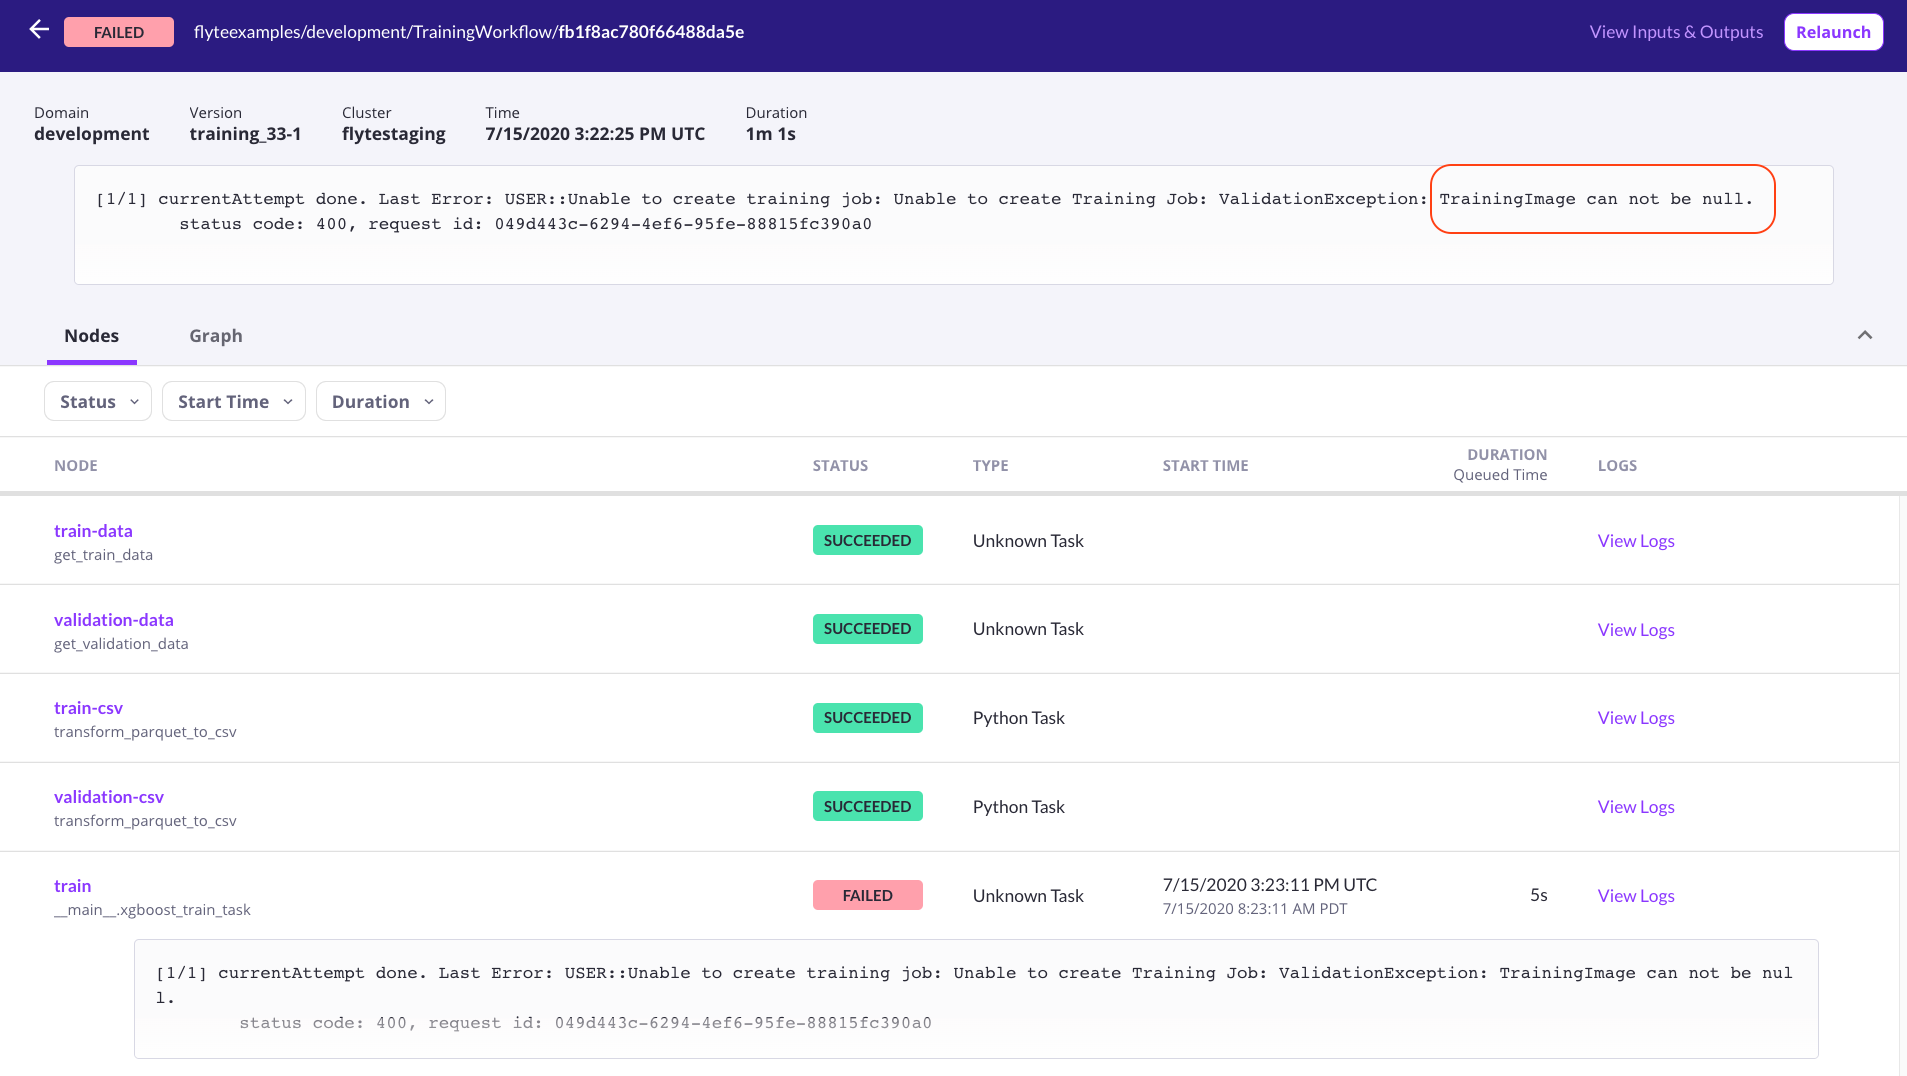 FAILED flyteexamples/development/TrainingWorkflow/fb1f8ac780f66488da5e View Inputs & Outputs Relaunch
Domain Version Cluster Time Duration
development training_33-1 flytestaging 7/15/2020 3:22:25 PM UTC 1m 1s
[1/1] currentAttempt done. Last Error: USER::Unable to create training job: Unable to create Training Job: ValidationException: TrainingImage can not be null.
status code: 400, request id: 049d443c-6294-4ef6-95fe-88815fc390a0
Nodes Graph
Status Start Time Duration
NODE STATUS TYPE START TIME DURATION LOGS
Queued Time
train-data SUCCEEDED Unknown Task View Logs
get_train_data
validation-data SUCCEEDED Unknown Task View Logs
get_validation_data
train-csv SUCCEEDED Python Task View Logs
transform_parquet_to_csv
validation-csv SUCCEEDED Python Task View Logs
transform_parquet_to_csv
train FAILED Unknown Task 7/15/2020 3:23:11 PM UTC 5s View Logs
__main__.xgboost_train_task 7/15/2020 8:23:11 AM PDT
[1/1] currentAttempt done. Last Error: USER::Unable to create training job: Unable to create Training Job: ValidationException: TrainingImage can not be nul
l.
status code: 400, request id: 049d443c-6294-4ef6-95fe-88815fc390a0